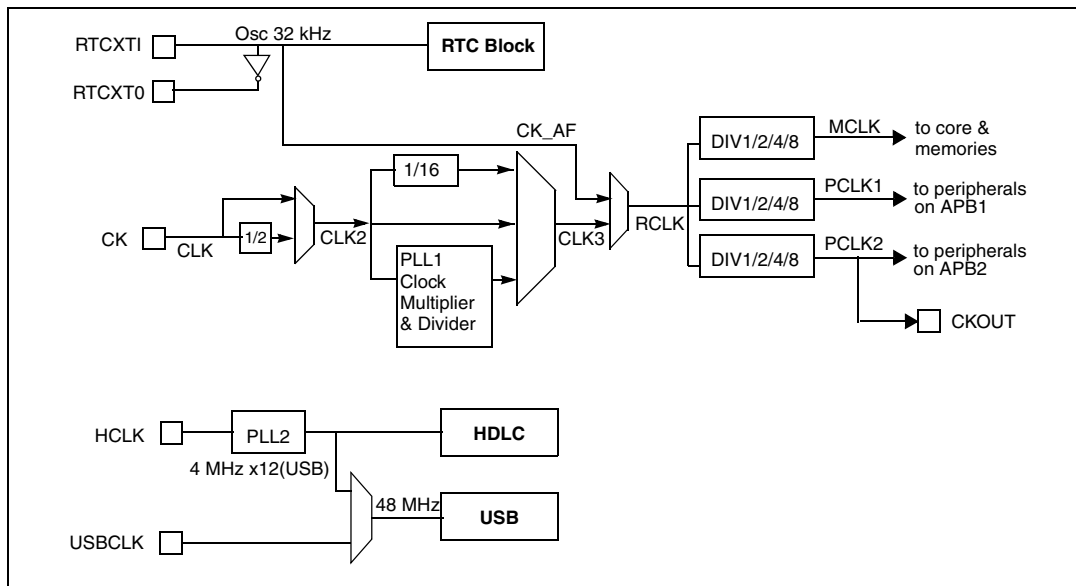 Osc 32 kHz
RTCXTI
RTC Block
RTCXT0
CK_AF
MCLK
to core &
memories
DIV1/2/4/8
1/16
PCLK1
to peripherals
on APB1
DIV1/2/4/8
CK
CLK
1/2
CLK2
CLK3
RCLK
PCLK2
to peripherals
on APB2
DIV1/2/4/8
PLL1
Clock
Multiplier
& Divider
CKOUT
HCLK
PLL2
HDLC
4 MHz x12(USB)
48 MHz
USB
USBCLK